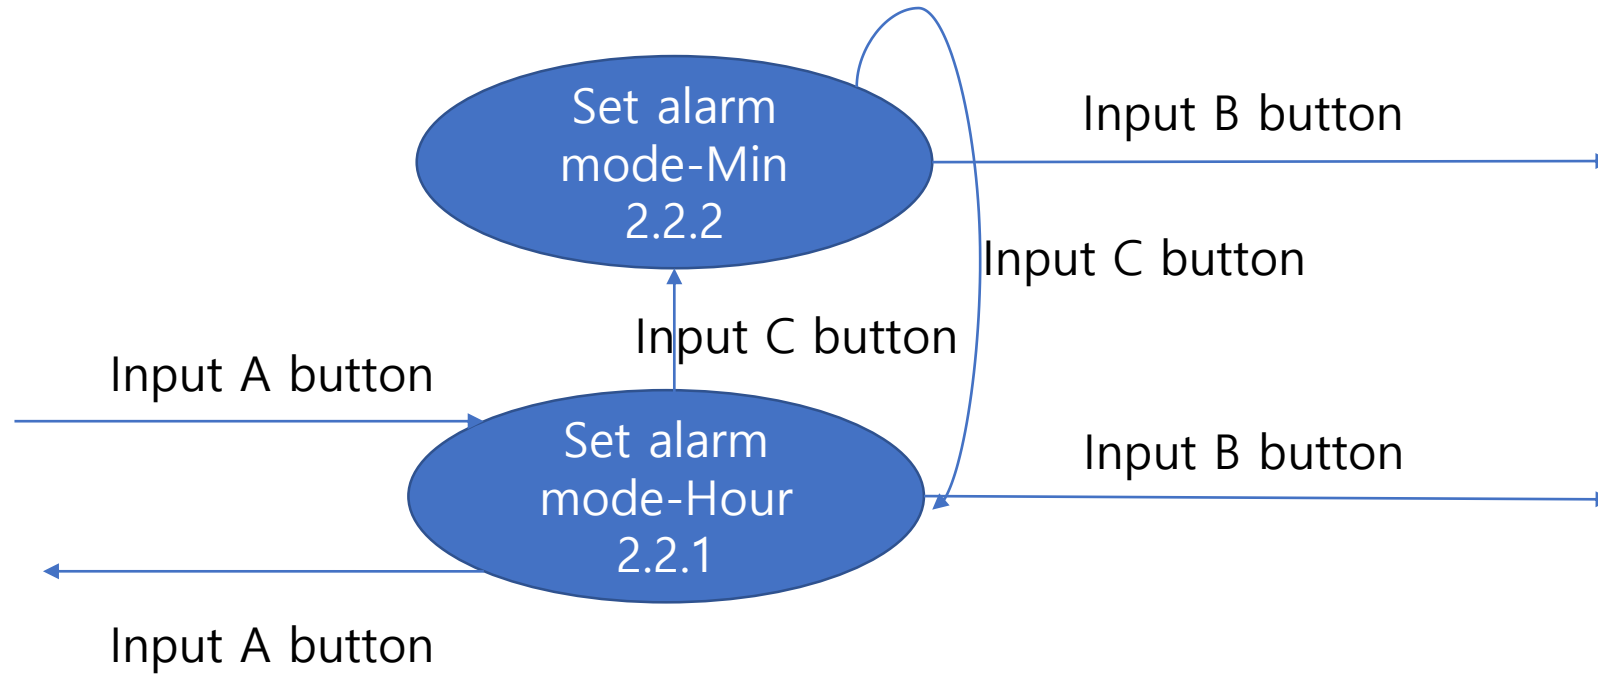 Set alarm
mode-Min
2.2.2
Input B button
Input C button
Input C button
Input A button
Set alarm
mode-Hour
2.2.1
Input B button
Input A button